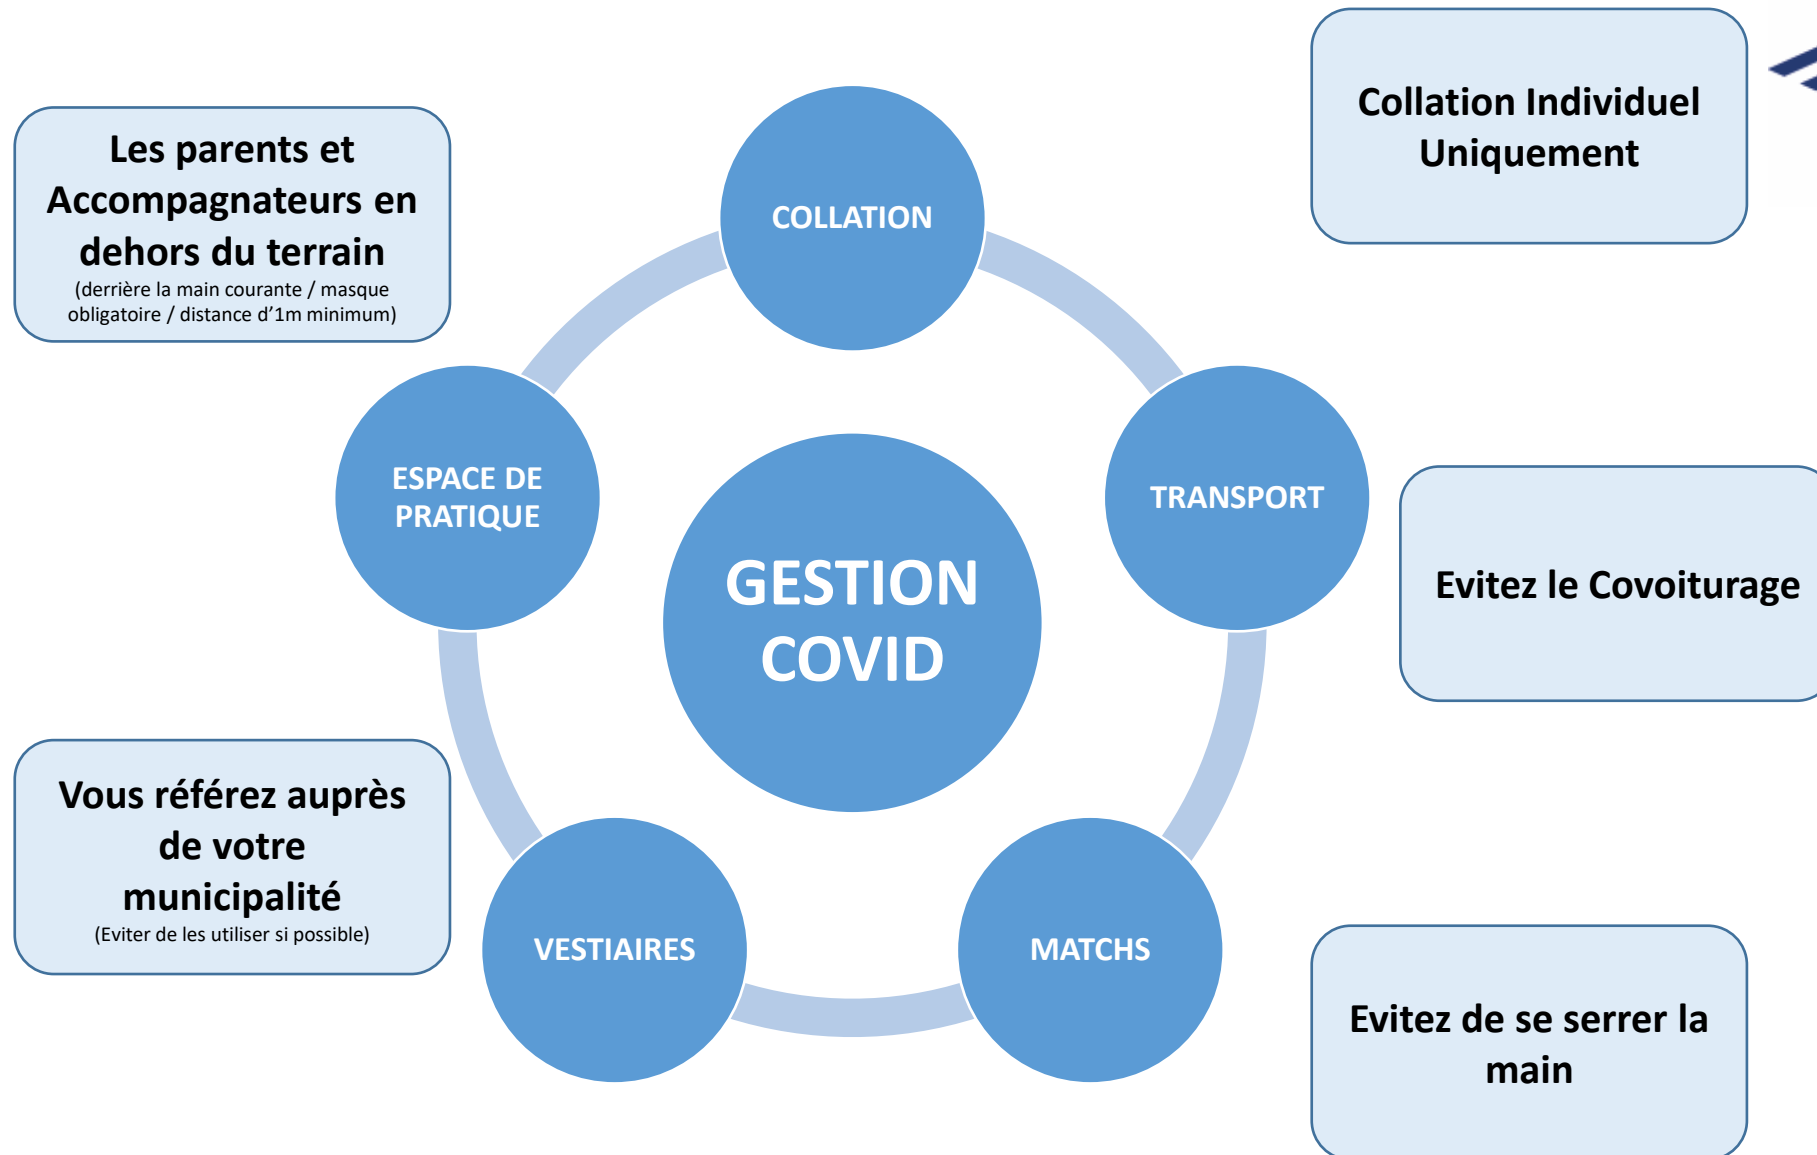 Collation Individuel
Uniquement
Les parents et
Accompagnateurs en
dehors du terrain
(derrière la main courante / masque
obligatoire / distance d'1m minimum)
COLLATION
ESPACE DE
PRATIQUE
TRANSPORT
GESTION
COVID
Evitez le Covoiturage
Vous référez auprès
de votre
municipalité
(Eviter de les utiliser si possible)
VESTIAIRES
MATCHS
Evitez de se serrer la
main